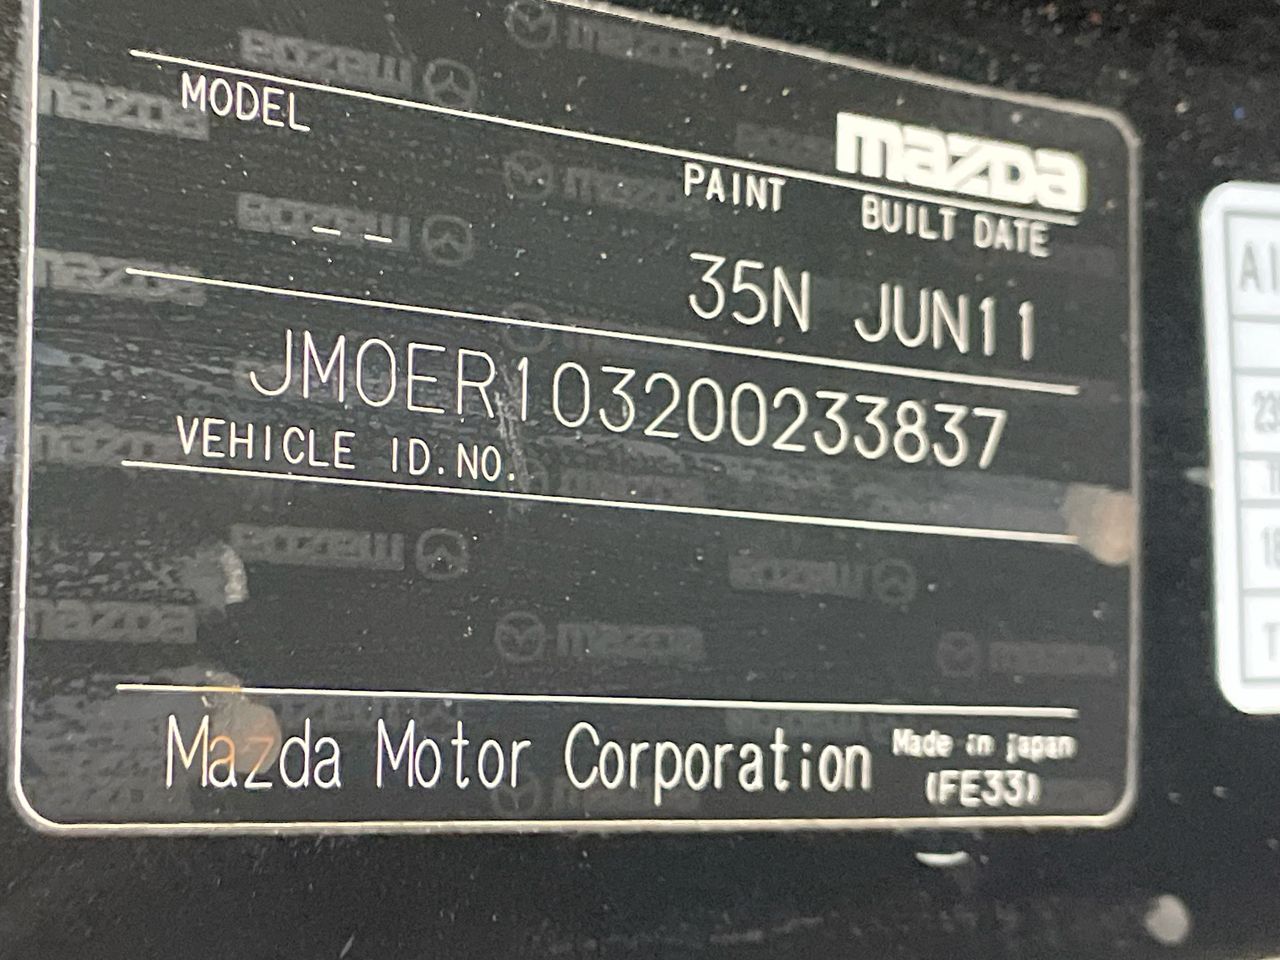 mazda
MODEL PAINT BUILT DATE
- - 35N JUN11
JM0ER103200233837
VEHICLE ID.NO.
Mazda Motor Corporation Made in japan
(FE33)